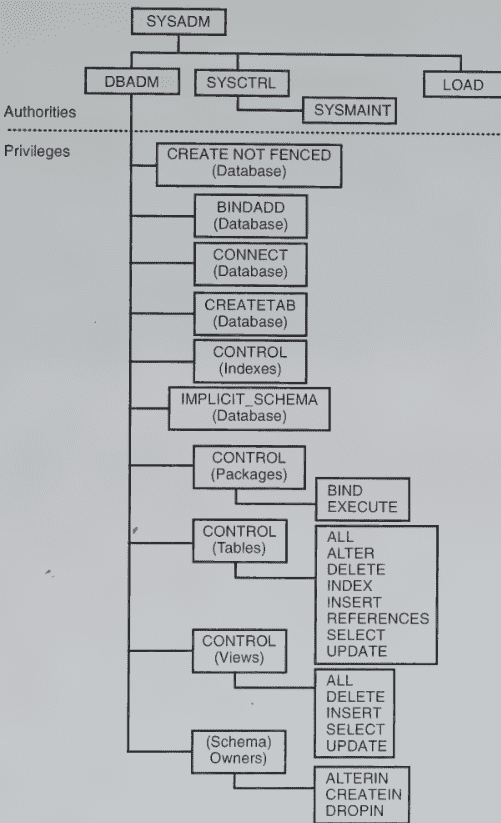 SYSADM
DBADM
SYSCTRL
LOAD
SYSMAINT
Authorities
Privileges
CREATE NOT FENCED
(Database)
BINDADD
(Database)
CONNECT
(Database)
CREATETAB
(Database)
CONTROL
(Indexes)
IMPLICIT_SCHEMA
(Database)
CONTROL
(Packages)
BIND
EXECUTE
CONTROL
(Tables)
ALL
ALTER
DELETE
INDEX
INSERT
REFERENCES
SELECT
UPDATE
CONTROL
(Views)
ALL
DELETE
INSERT
SELECT
UPDATE
(Schema)
Owners)
ALTERIN
CREATEIN
DROPIN